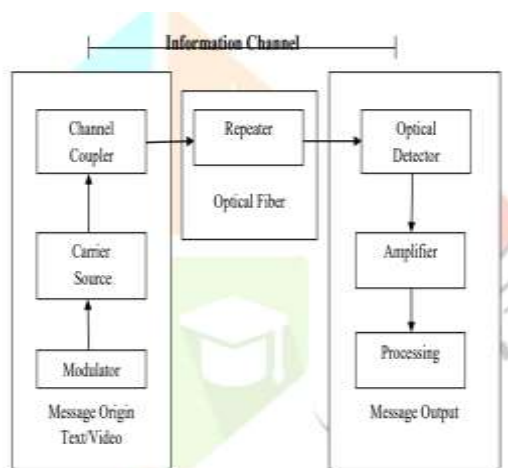 Information Channel
Channel
Coupler
Carrier
Source
Modulator
Message Origin
Text/Video
Repeater
Optical Fiber
Optical
Detector
Amplifier
Processing
Message Output